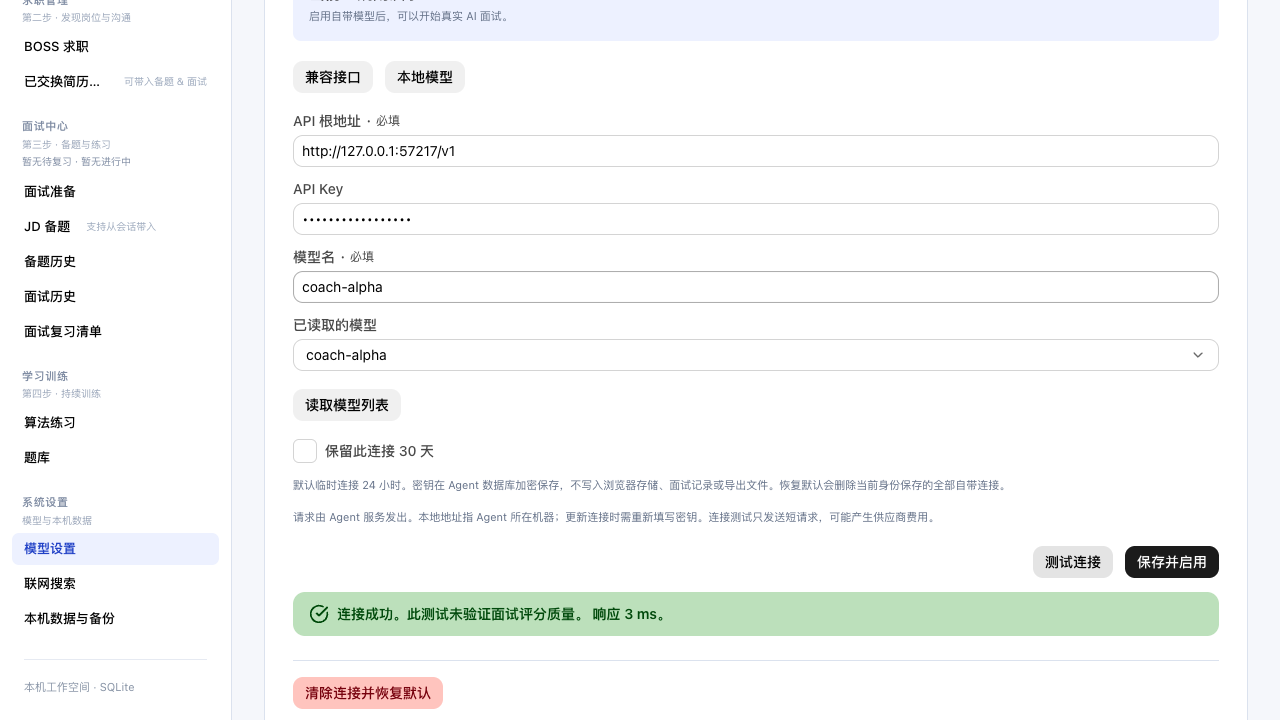 第二步 · 发现岗位与沟通
BOSS 求职
已交换简历... 可带入备题 & 面试
面试中心
第三步 · 备题与练习
暂无待复习 · 暂无进行中
面试准备
JD 备题 支持从会话带入
备题历史
面试历史
面试复习清单
学习训练
第四步 · 持续训练
算法练习
题库
系统设置
模型与本机数据
模型设置
联网搜索
本机数据与备份
本机工作空间 · SQLite
启用自带模型后，可以开始真实 AI 面试。
兼容接口 本地模型
API 根地址 · 必填
http://127.0.0.1:57217/v1
API Key
•••••••••••••••••
模型名 · 必填
coach-alpha
已读取的模型
coach-alpha
读取模型列表
保留此连接 30 天
默认临时连接 24 小时。密钥在 Agent 数据库加密保存，不写入浏览器存储、面试记录或导出文件。恢复默认会删除当前身份保存的全部自带连接。
请求由 Agent 服务发出。本地地址指 Agent 所在机器；更新连接时需重新填写密钥。连接测试只发送短请求，可能产生供应商费用。
测试连接 保存并启用
连接成功。此测试未验证面试评分质量。 响应 3 ms。
清除连接并恢复默认